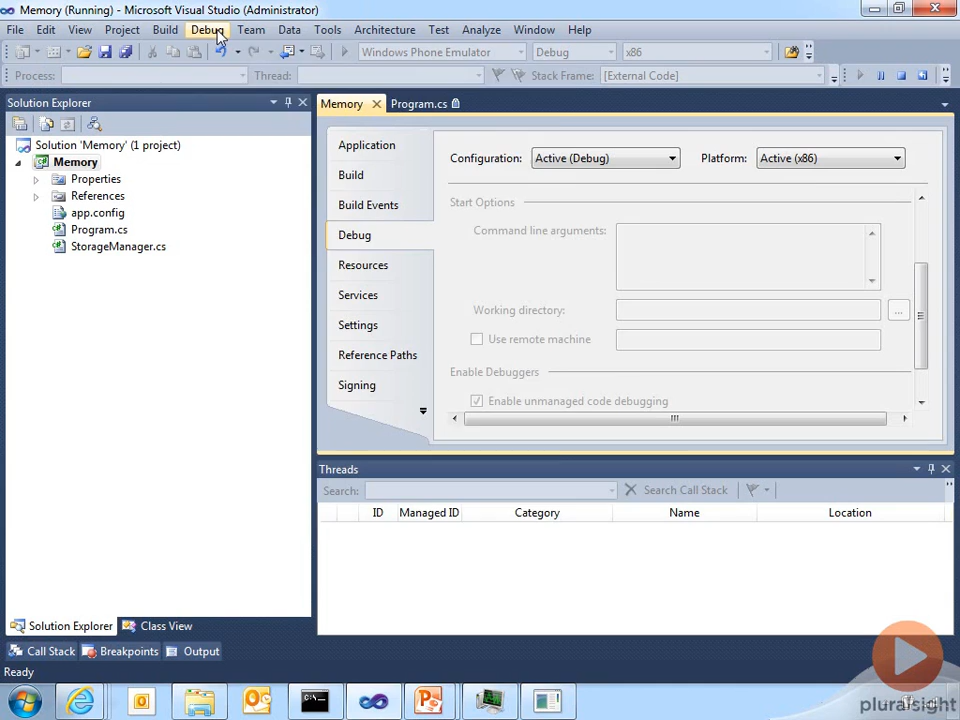 Memory (Running) - Microsoft Visual Studio (Administrator)
File Edit View Project Build Debug Team Data Tools Architecture Test Analyze Window Help
Windows Phone Emulator Debug x86
Process: Thread: Stack Frame: [External Code]
Solution Explorer
Solution 'Memory' (1 project)
Memory
Properties
References
app.config
Program.cs
StorageManager.cs
Solution Explorer Class View
Memory Program.cs
Application
Build
Build Events
Debug
Resources
Services
Settings
Reference Paths
Signing
Configuration: Active (Debug) Platform: Active (x86)
Start Options
Command line arguments:
Working directory: ...
Use remote machine
Enable Debuggers
Enable unmanaged code debugging
Threads
Search: Search Call Stack
ID Managed ID Category Name Location
Call Stack Breakpoints Output
Ready
pluralsight